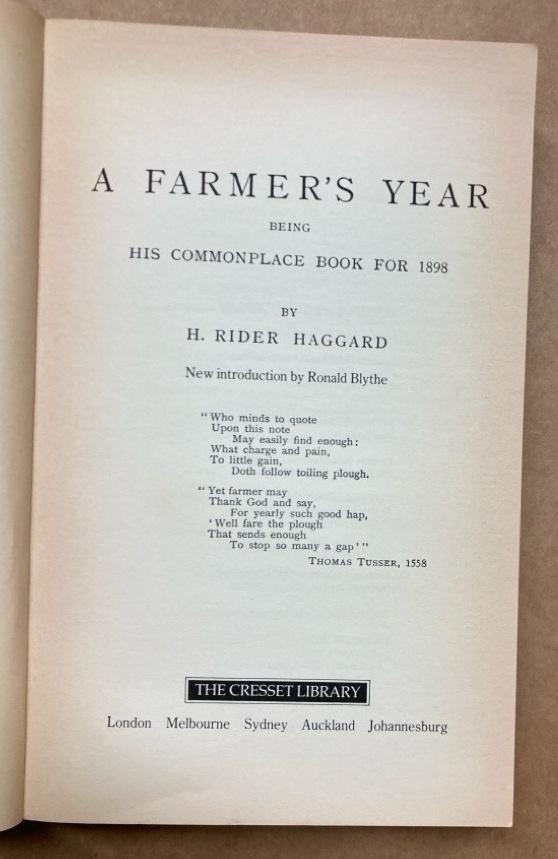 A FARMER'S YEAR
BEING
HIS COMMONPLACE BOOK FOR 1898
BY
H. RIDER HAGGARD
New introduction by Ronald Blythe
"Who minds to quote
Upon this note
May easily find enough:
What charge and pain,
To little gain,
Doth follow toiling plough.
"Yet farmer may
Thank God and say,
For yearly such good hap,
'Well fare the plough
That sends enough
To stop so many a gap'"
THOMAS TUSSER, 1558
THE CRESSET LIBRARY
London Melbourne Sydney Auckland Johannesburg